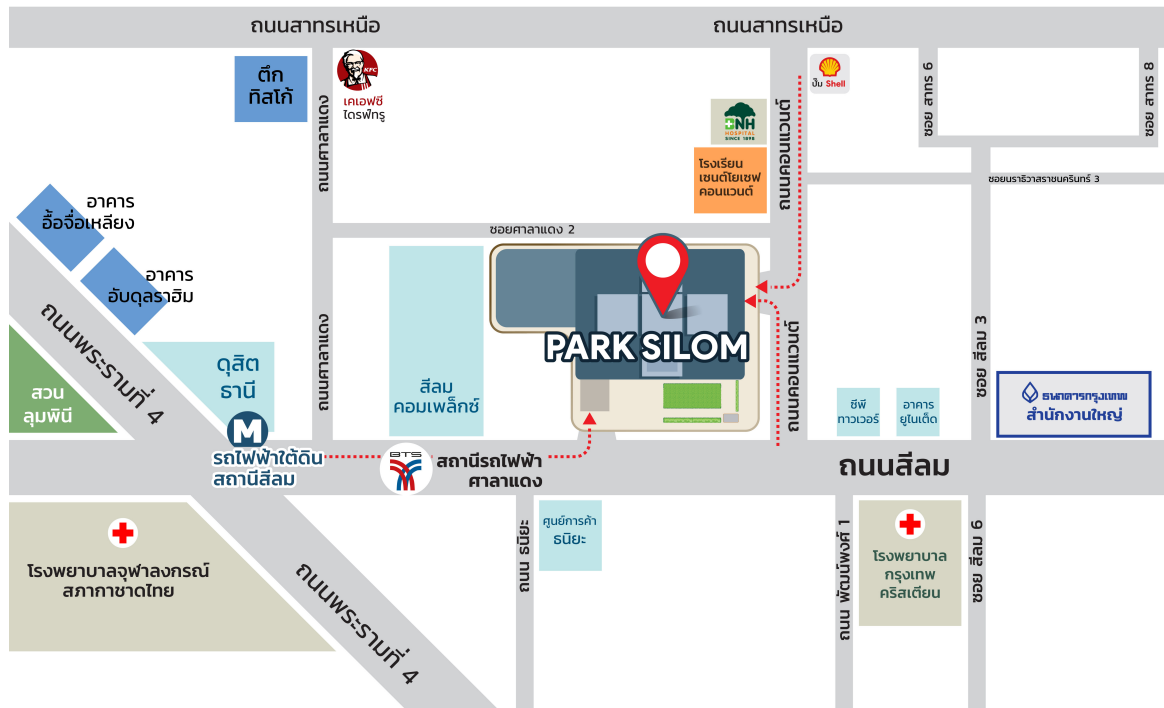 ถนนสาทรเหนือ
ถนนสาทรเหนือ
ตึก
ทิสโก้
KFC
เคเอฟซี
ไดรฟ์ทรู
ปั๊ม Shell
ซอย สาทร 6
ซอย สาทร 8
ถนนศาลาแดง
BNH
HOSPITAL
SINCE 1898
ถนนคอนแวนต์
โรงเรียน
เซนต์โยเซฟ
คอนแวนต์
ซอยนราธิวาสราชนครินทร์ 3
อาคาร
อื้อจื่อเหลียง
ซอยศาลาแดง 2
อาคาร
อับดุลราฮิม
ถนนพระรามที่ 4
ถนนศาลาแดง
PARK SILOM
ถนนคอนแวนต์
ซอย สีลม 3
ดุสิต
ธานี
สีลม
คอมเพล็กซ์
สวน
ลุมพินี
ซีพี
ทาวเวอร์
อาคาร
ยูไนเต็ด
ธนาคารกรุงเทพ
สำนักงานใหญ่
M
รถไฟฟ้าใต้ดิน
สถานีสีลม
BTS
สถานีรถไฟฟ้า
ศาลาแดง
ถนนสีลม
โรงพยาบาลจุฬาลงกรณ์
สภากาชาดไทย
ถนนพระรามที่ 4
ถนน ธนิยะ
ศูนย์การค้า
ธนิยะ
ถนน พัฒน์พงศ์ 1
โรงพยาบาล
กรุงเทพ
คริสเตียน
ซอย สีลม 6